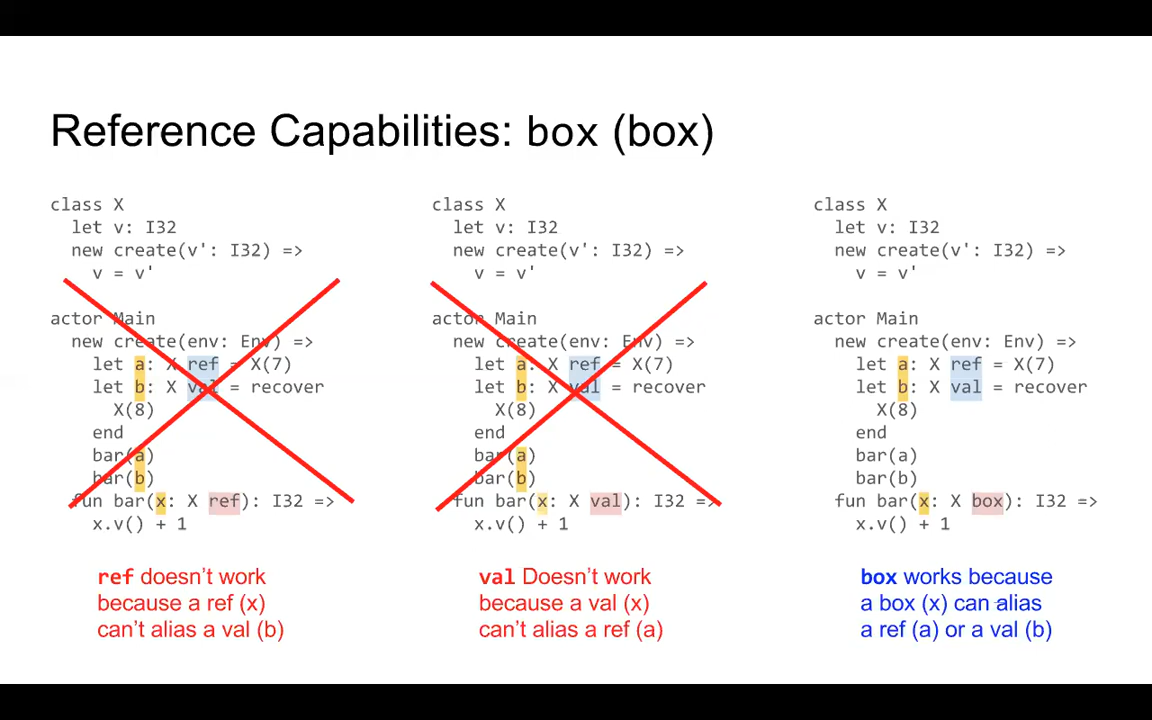 Reference Capabilities: box (box)
class X
let v: I32
new create(v': I32) =>
v = v'
actor Main
new create(env: Env) =>
let a: X ref = X(7)
let b: X val = recover
X(8)
end
bar(a)
bar(b)
fun bar(x: X ref): I32 =>
x.v() + 1
ref doesn't work
because a ref (x)
can't alias a val (b)
class X
let v: I32
new create(v': I32) =>
v = v'
actor Main
new create(env: Env) =>
let a: X ref = X(7)
let b: X val = recover
X(8)
end
bar(a)
bar(b)
fun bar(x: X val): I32 =>
x.v() + 1
val Doesn't work
because a val (x)
can't alias a ref (a)
class X
let v: I32
new create(v': I32) =>
v = v'
actor Main
new create(env: Env) =>
let a: X ref = X(7)
let b: X val = recover
X(8)
end
bar(a)
bar(b)
fun bar(x: X box): I32 =>
x.v() + 1
box works because
a box (x) can alias
a ref (a) or a val (b)